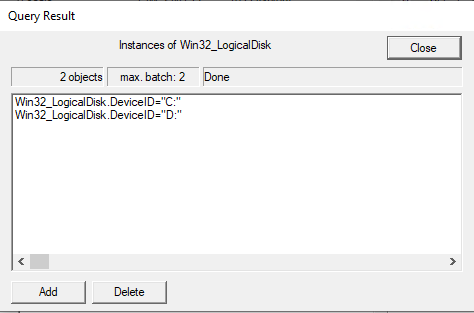 Query Result
Instances of Win32_LogicalDisk
Close
2 objects
max. batch: 2
Done
Win32_LogicalDisk.DeviceID="C:"
Win32_LogicalDisk.DeviceID="D:"
Add
Delete